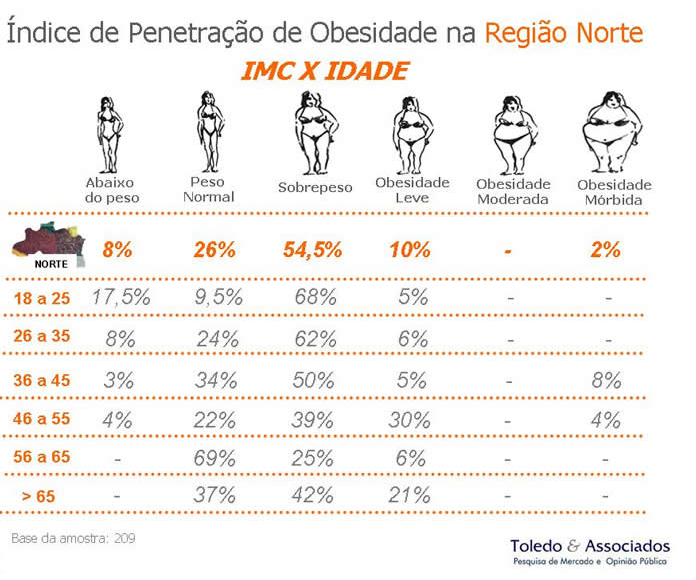 Índice de Penetração de Obesidade na Região Norte
IMC X IDADE
Abaixo do peso
Peso Normal
Sobrepeso
Obesidade Leve
Obesidade Moderada
Obesidade Mórbida
NORTE 8% 26% 54,5% 10% - 2%
18 a 25 17,5% 9,5% 68% 5% - -
26 a 35 8% 24% 62% 6% - -
36 a 45 3% 34% 50% 5% - 8%
46 a 55 4% 22% 39% 30% - 4%
56 a 65 - 69% 25% 6% - -
> 65 - 37% 42% 21% - -
Base da amostra: 209
Toledo & Associados
Pesquisa de Mercado e Opinião Pública